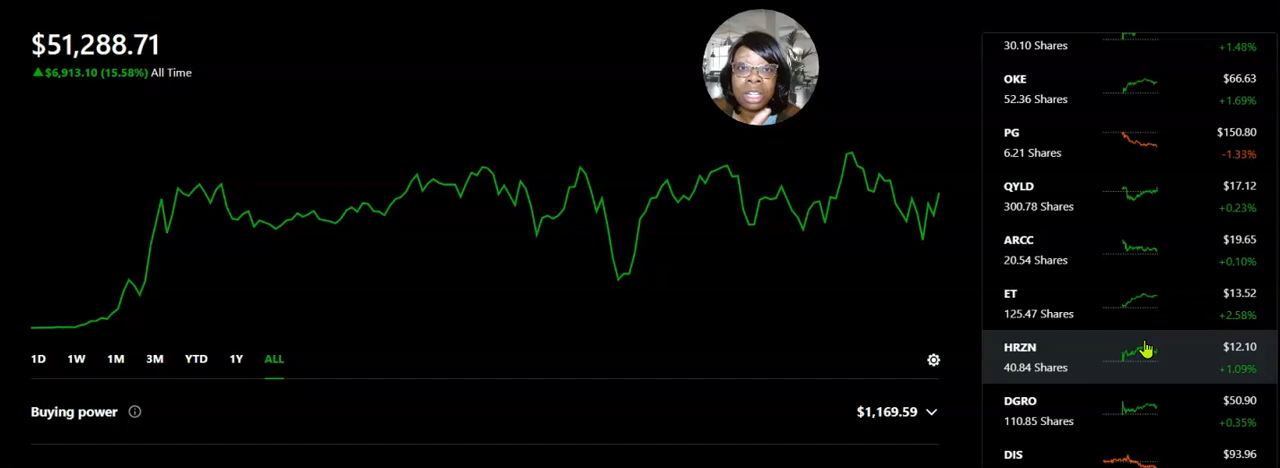 $51,288.71
$6,913.10 (15.58%) All Time
1D 1W 1M 3M YTD 1Y ALL
Buying power
$1,169.59
30.10 Shares
+1.48%
OKE
$66.63
52.36 Shares
+1.69%
PG
$150.80
6.21 Shares
-1.33%
QYLD
$17.12
300.78 Shares
+0.23%
ARCC
$19.65
20.54 Shares
+0.10%
ET
$13.52
125.47 Shares
+2.58%
HRZN
$12.10
40.84 Shares
+1.09%
DGRO
$50.90
110.85 Shares
+0.35%
DIS
$93.96